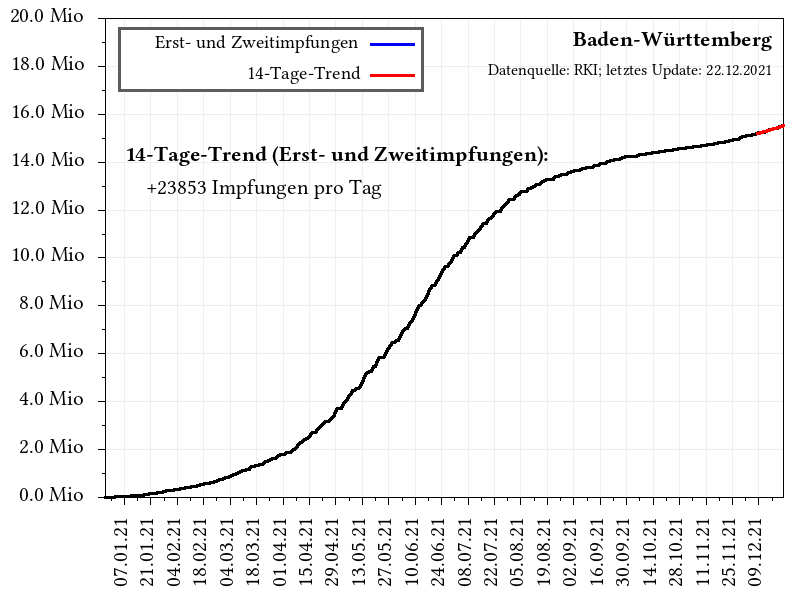 20.0 Mio
18.0 Mio
16.0 Mio
14.0 Mio
12.0 Mio
10.0 Mio
8.0 Mio
6.0 Mio
4.0 Mio
2.0 Mio
0.0 Mio
Erst- und Zweitimpfungen
14-Tage-Trend
Baden-Württemberg
Datenquelle: RKI; letztes Update: 22.12.2021
14-Tage-Trend (Erst- und Zweitimpfungen):
+23853 Impfungen pro Tag
07.01.21
21.01.21
04.02.21
18.02.21
04.03.21
18.03.21
01.04.21
15.04.21
29.04.21
13.05.21
27.05.21
10.06.21
24.06.21
08.07.21
22.07.21
05.08.21
19.08.21
02.09.21
16.09.21
30.09.21
14.10.21
28.10.21
11.11.21
25.11.21
09.12.21